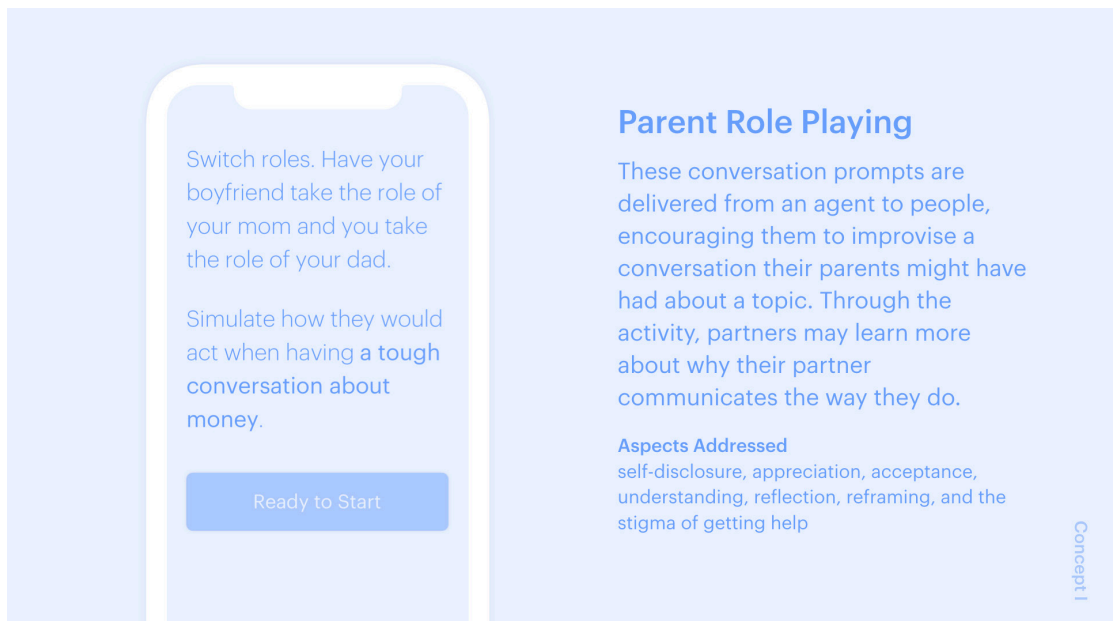 Switch roles. Have your
boyfriend take the role of
your mom and you take
the role of your dad.
Simulate how they would
act when having a tough
conversation about
money.
Ready to Start
Parent Role Playing
These conversation prompts are
delivered from an agent to people,
encouraging them to improvise a
conversation their parents might have
had about a topic. Through the
activity, partners may learn more
about why their partner
communicates the way they do.
Aspects Addressed
self-disclosure, appreciation, acceptance,
understanding, reflection, reframing, and the
stigma of getting help
Concept I